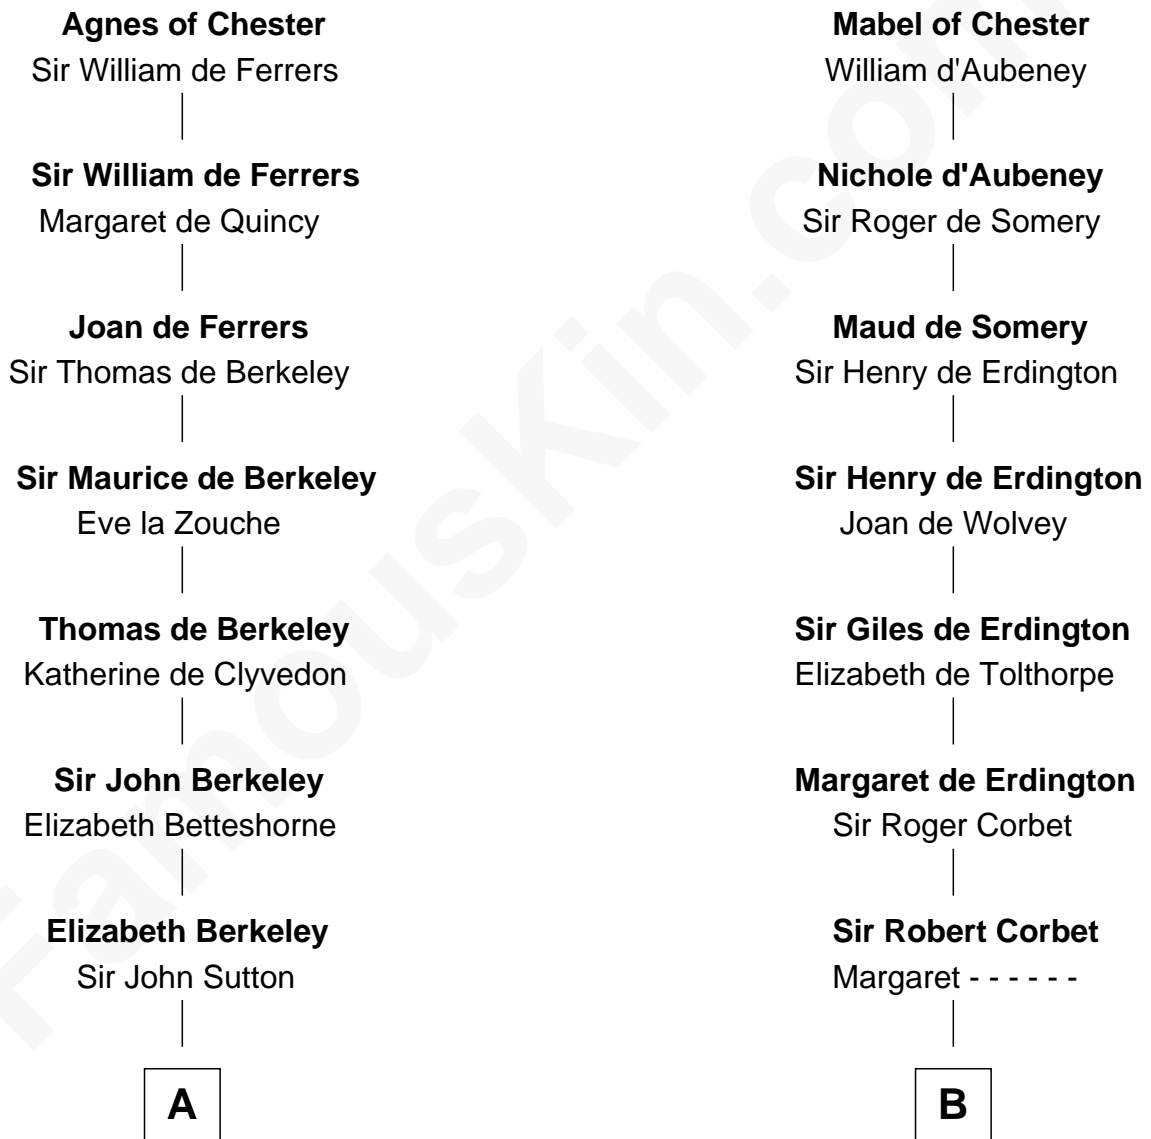 Agnes of Chester
Sir William de Ferrers
Sir William de Ferrers
Margaret de Quincy
Joan de Ferrers
Sir Thomas de Berkeley
Sir Maurice de Berkeley
Eve la Zouche
Thomas de Berkeley
Katherine de Clyvedon
Sir John Berkeley
Elizabeth Betteshorne
Elizabeth Berkeley
Sir John Sutton
A
Mabel of Chester
William d'Aubeney
Nichole d'Aubeney
Sir Roger de Somery
Maud de Somery
Sir Henry de Erdington
Sir Henry de Erdington
Joan de Wolvey
Sir Giles de Erdington
Elizabeth de Tolthorpe
Margaret de Erdington
Sir Roger Corbet
Sir Robert Corbet
Margaret - - - - - -
B
FamousKin.com